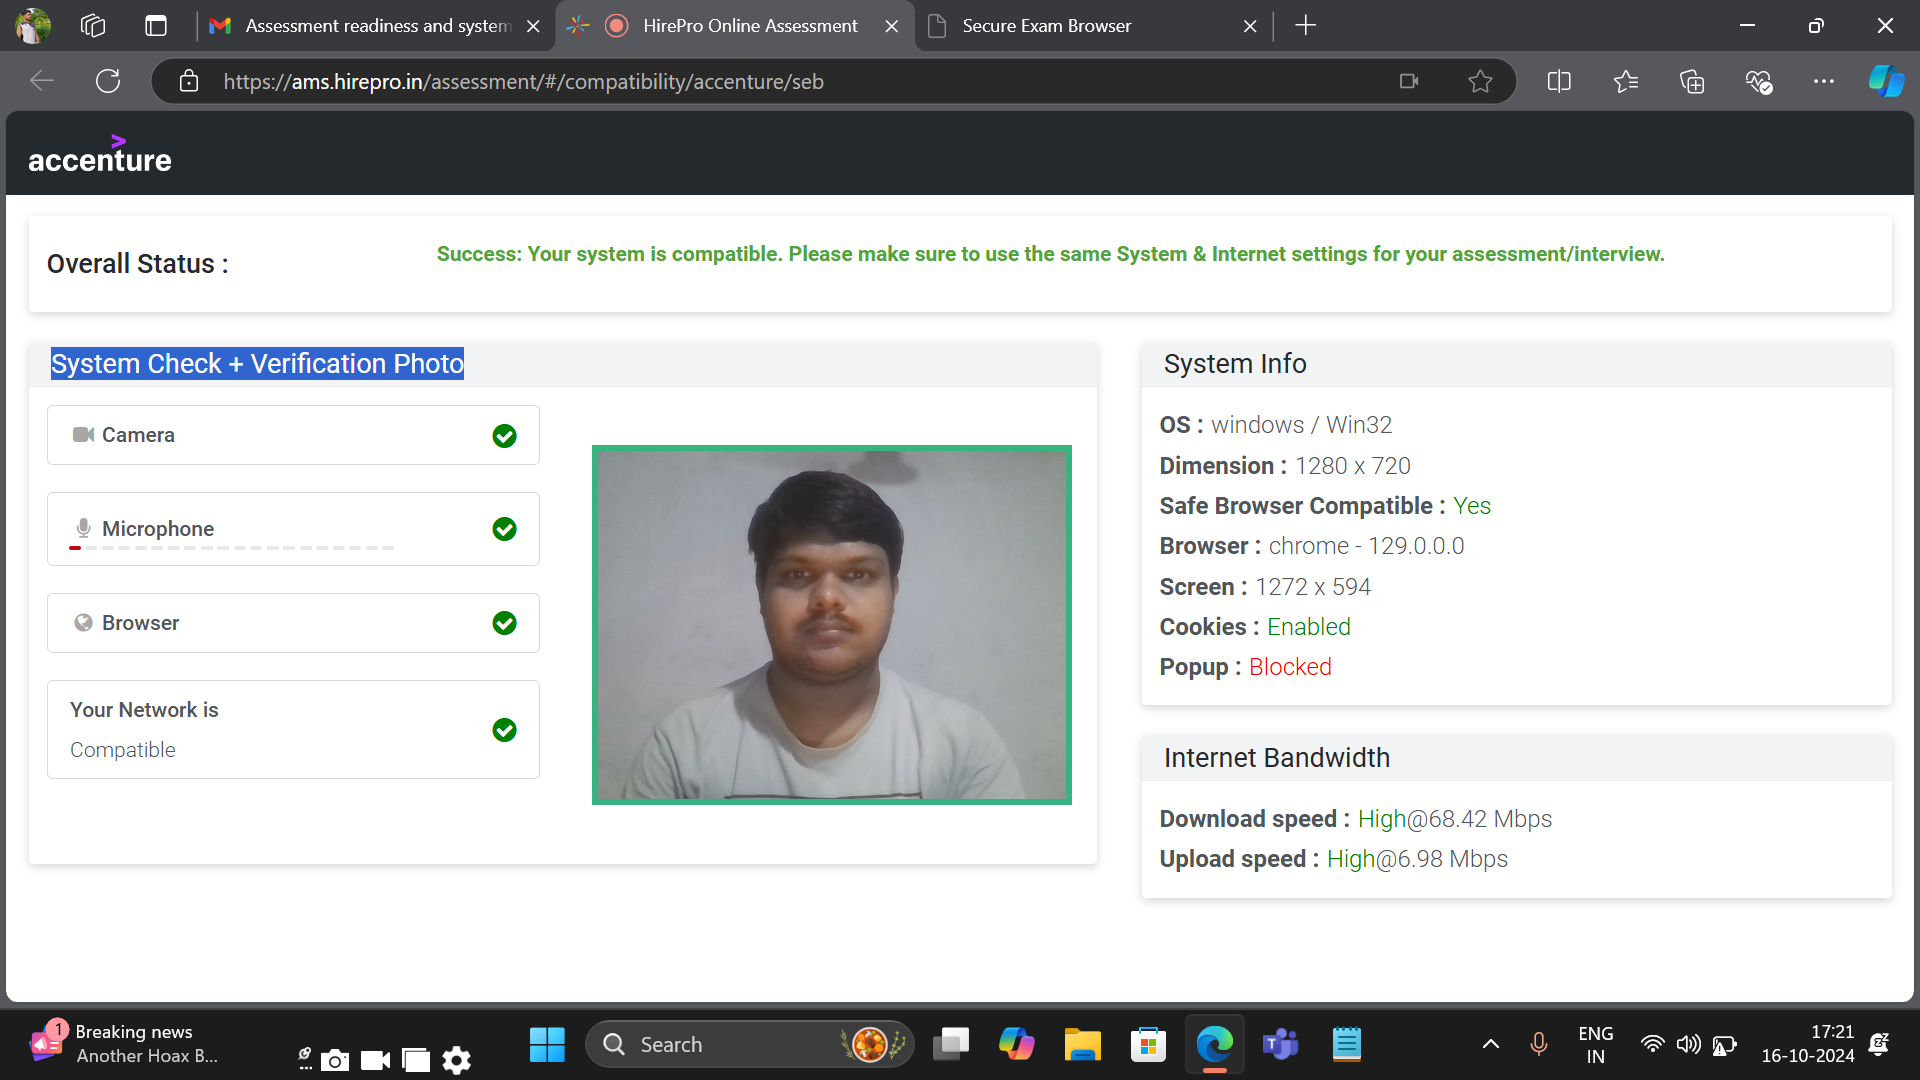 Assessment readiness and system
HirePro Online Assessment
Secure Exam Browser
https://ams.hirepro.in/assessment/#/compatibility/accenture/seb
accenture
Overall Status :
Success: Your system is compatible. Please make sure to use the same System & Internet settings for your assessment/interview.
System Check + Verification Photo
Camera
Microphone
Browser
Your Network is
Compatible
System Info
OS : windows / Win32
Dimension : 1280 x 720
Safe Browser Compatible : Yes
Browser : chrome - 129.0.0.0
Screen : 1272 x 594
Cookies : Enabled
Popup : Blocked
Internet Bandwidth
Download speed : High@68.42 Mbps
Upload speed : High@6.98 Mbps
1
Breaking news
Another Hoax B...
Search
ENG
IN
17:21
16-10-2024